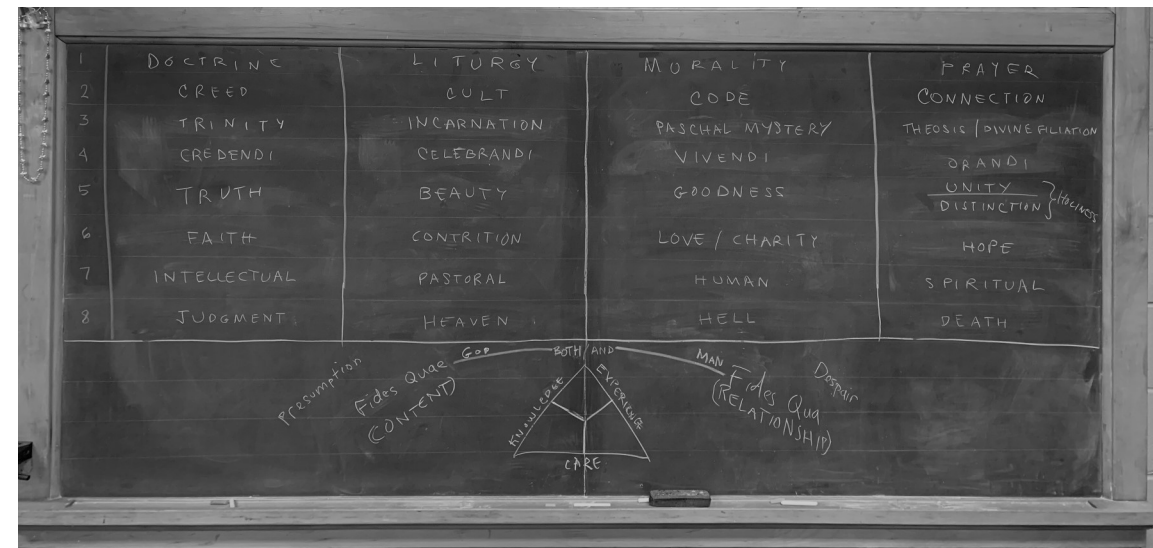 1 DOCTRINE LITURGY MORALITY PRAYER
2 CREED CULT CODE CONNECTION
3 TRINITY INCARNATION PASCHAL MYSTERY THEOSIS / DIVINE FILIATION
4 CREDENDI CELEBRANDI VIVENDI ORANDI
5 TRUTH BEAUTY GOODNESS UNITY
DISTINCTION HOLINESS
6 FAITH CONTRITION LOVE / CHARITY HOPE
7 INTELLECTUAL PASTORAL HUMAN SPIRITUAL
8 JUDGMENT HEAVEN HELL DEATH
GOD BOTH / AND MAN
Presumption Fides Quae Fides Qua Despair
(CONTENT) (RELATIONSHIP)
KNOWLEDGE EXPERIENCE
CARE